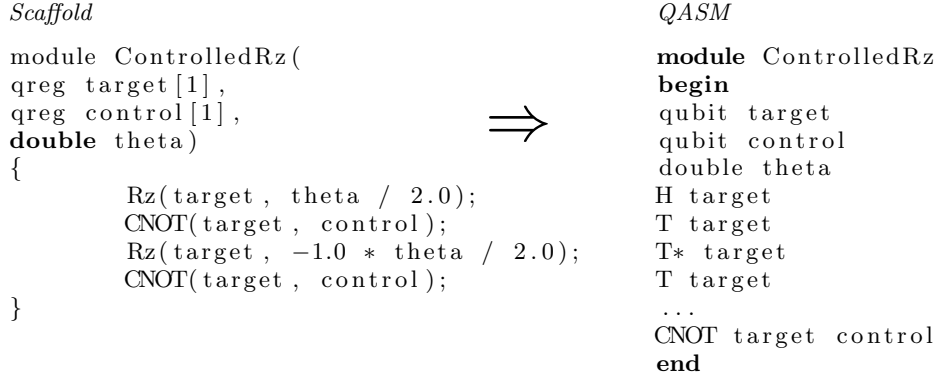 Scaffold
module ControlledRz(
qreg target[1],
qreg control[1],
double theta)
{
Rz(target, theta / 2.0);
CNOT(target, control);
Rz(target, −1.0 * theta / 2.0);
CNOT(target, control);
}
⇒
QASM
module ControlledRz
begin
qubit target
qubit control
double theta
H target
T target
T* target
T target
...
CNOT target control
end